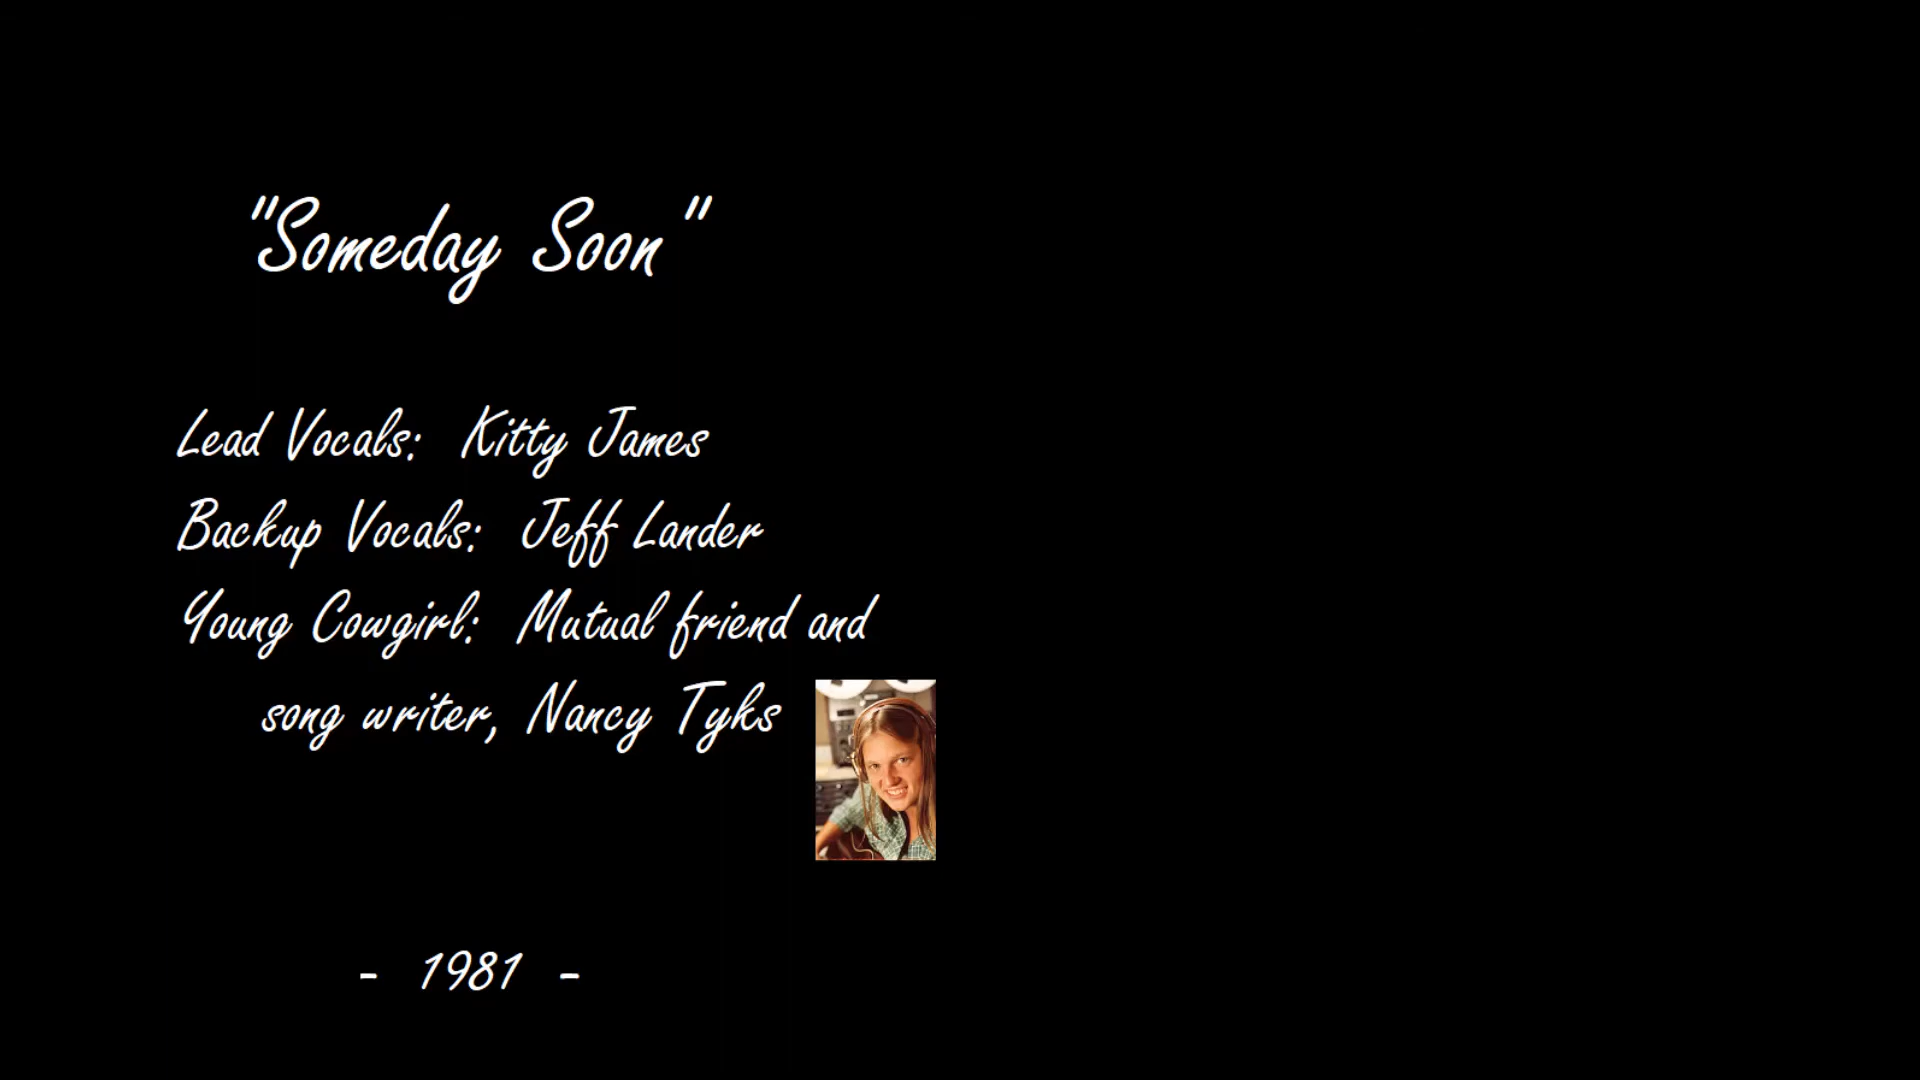 "Someday Soon"
Lead Vocals: Kitty James
Backup Vocals: Jeff Lander
Young Cowgirl: Mutual friend and
song writer, Nancy Tyks
- 1981 -